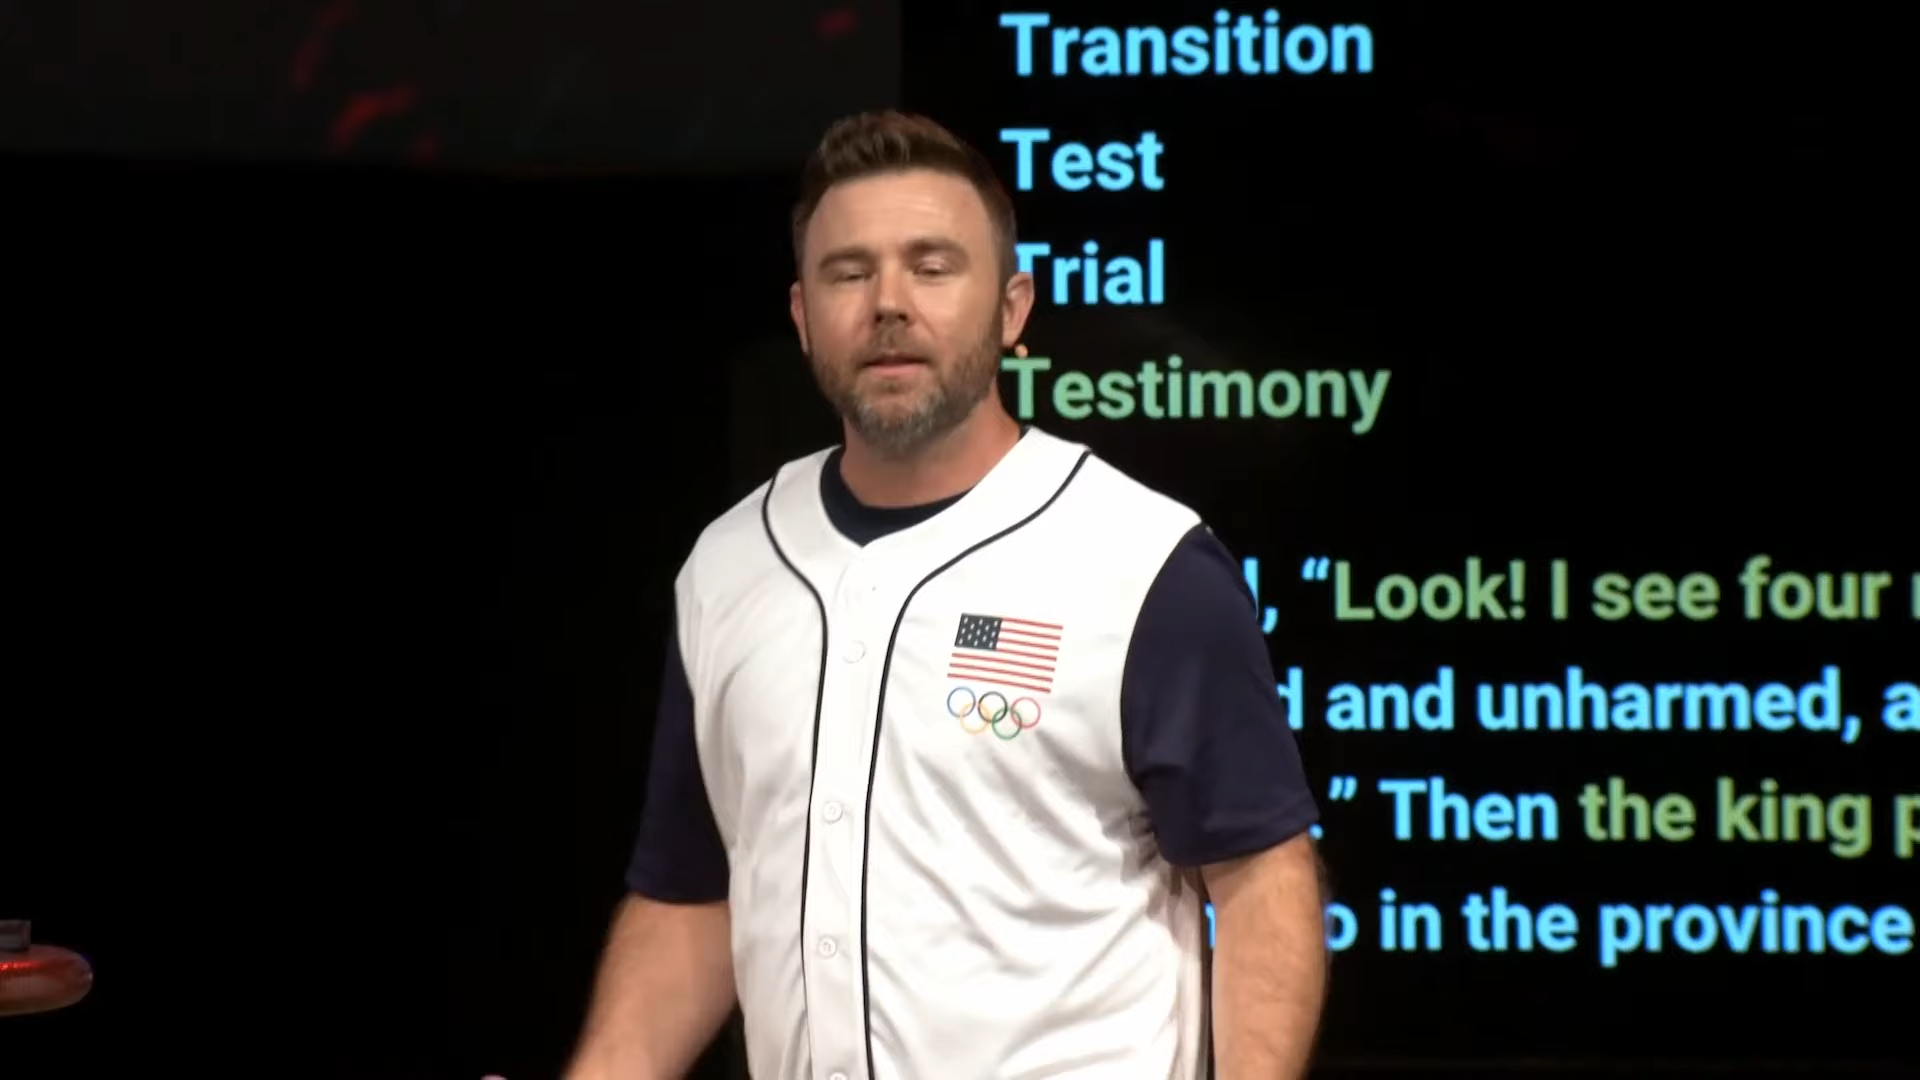 Transition
Test
Trial
Testimony
, “Look! I see four
and unharmed,
.” Then the king
in the province